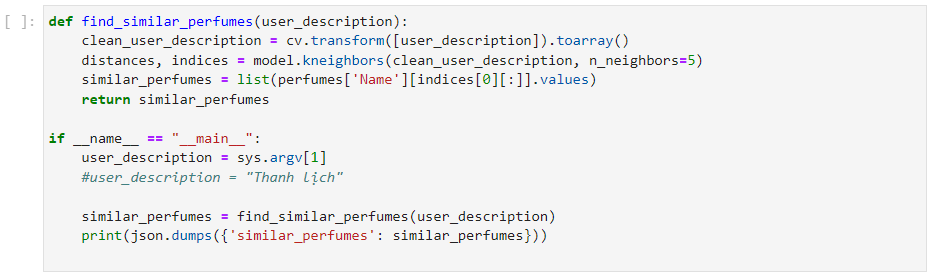 [ ]:
def find_similar_perfumes(user_description):
    clean_user_description = cv.transform([user_description]).toarray()
    distances, indices = model.kneighbors(clean_user_description, n_neighbors=5)
    similar_perfumes = list(perfumes['Name'][indices[0][:]].values)
    return similar_perfumes

if __name__ == "__main__":
    user_description = sys.argv[1]
    #user_description = "Thanh lịch"

    similar_perfumes = find_similar_perfumes(user_description)
    print(json.dumps({'similar_perfumes': similar_perfumes}))